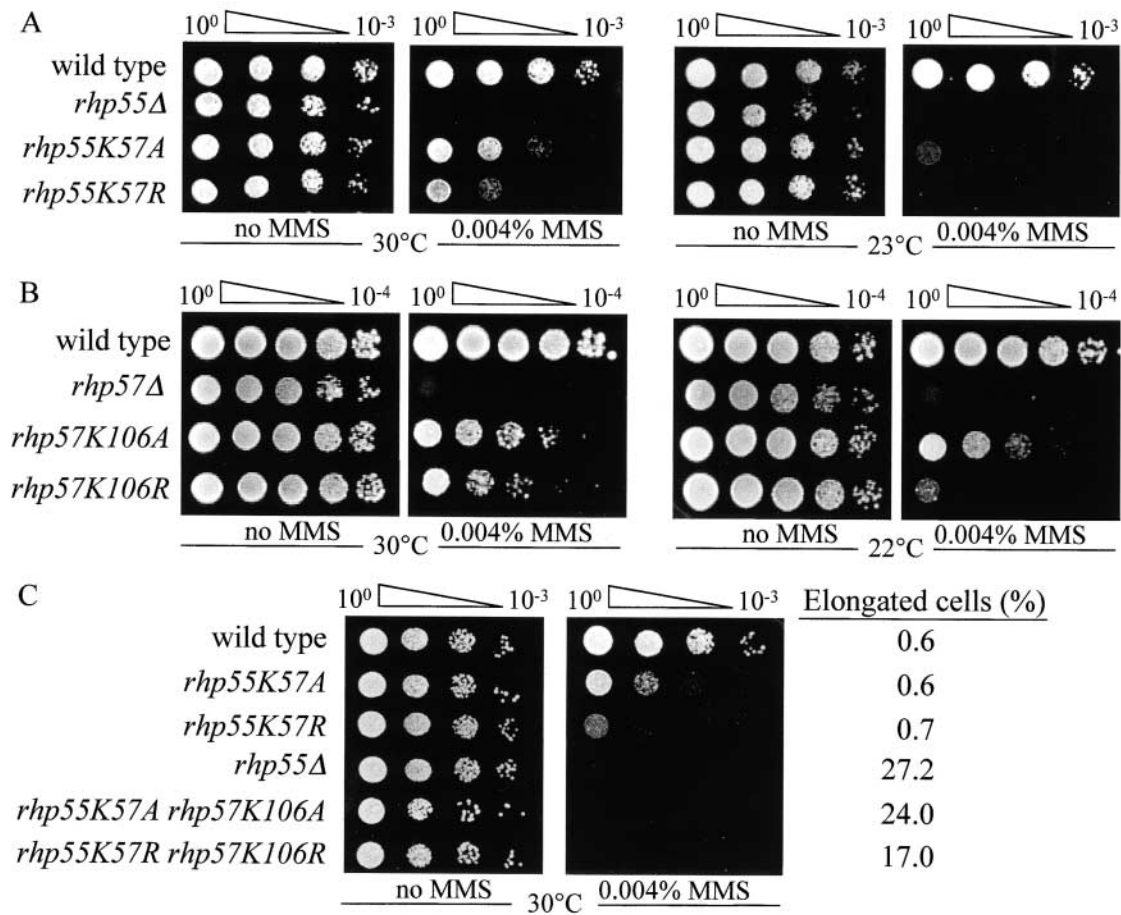 A
10⁰ 10⁻³ 10⁰ 10⁻³ 10⁰ 10⁻³ 10⁰ 10⁻³
wild type
rhp55Δ
rhp55K57A
rhp55K57R
no MMS 30°C 0.004% MMS no MMS 23°C 0.004% MMS
B
10⁰ 10⁻⁴ 10⁰ 10⁻⁴ 10⁰ 10⁻⁴ 10⁰ 10⁻⁴
wild type
rhp57Δ
rhp57K106A
rhp57K106R
no MMS 30°C 0.004% MMS no MMS 22°C 0.004% MMS
C
10⁰ 10⁻³ 10⁰ 10⁻³ Elongated cells (%)
wild type 0.6
rhp55K57A 0.6
rhp55K57R 0.7
rhp55Δ 27.2
rhp55K57A rhp57K106A 24.0
rhp55K57R rhp57K106R 17.0
no MMS 30°C 0.004% MMS